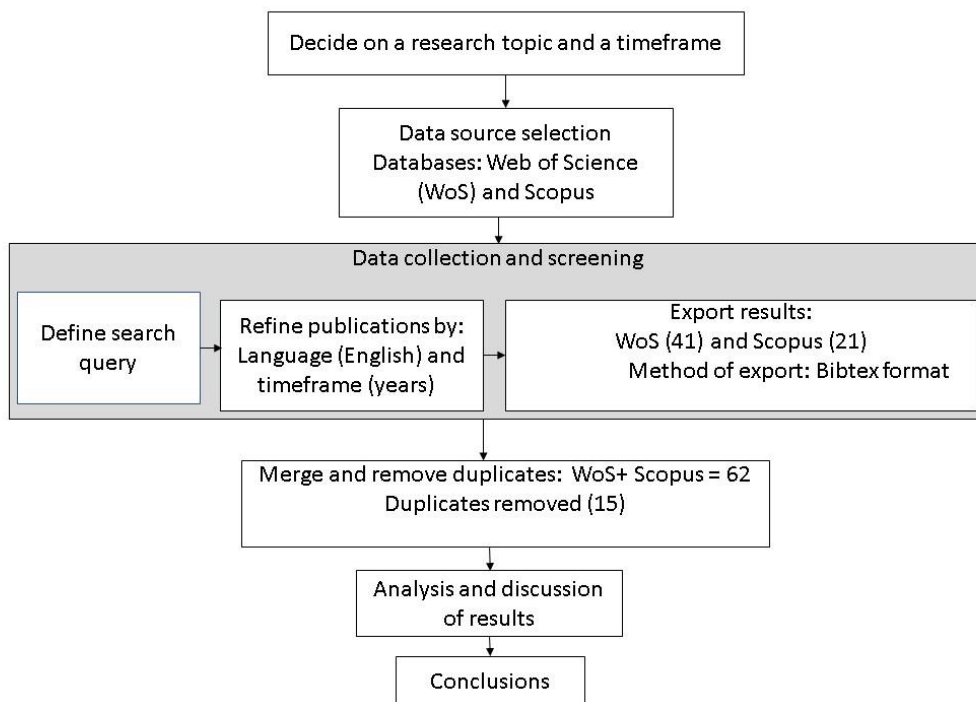 Decide on a research topic and a timeframe
Data source selection
Databases: Web of Science
(WoS) and Scopus
Data collection and screening
Define search
query
Refine publications by:
Language (English) and
timeframe (years)
Export results:
WoS (41) and Scopus (21)
Method of export: Bibtex format
Merge and remove duplicates: WoS+ Scopus = 62
Duplicates removed (15)
Analysis and discussion
of results
Conclusions